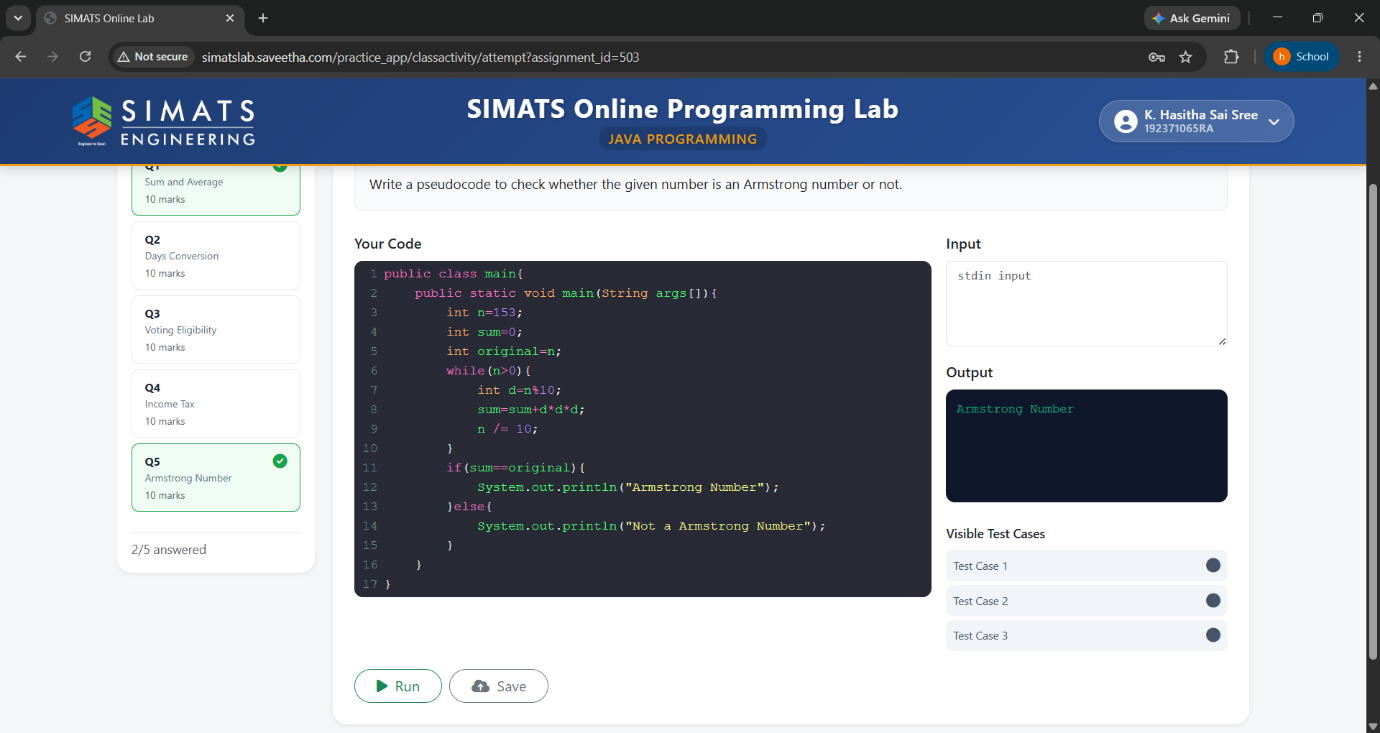 SIMATS Online Lab
Ask Gemini
Not secure
simatslab.saveetha.com/practice_app/classactivity/attempt?assignment_id=503
h School
SIMATS
ENGINEERING
SIMATS Online Programming Lab
JAVA PROGRAMMING
K. Hasitha Sai Sree
192371065RA
Q1
Sum and Average
10 marks
Q2
Days Conversion
10 marks
Q3
Voting Eligibility
10 marks
Q4
Income Tax
10 marks
Q5
Armstrong Number
10 marks
2/5 answered
Write a pseudocode to check whether the given number is an Armstrong number or not.
Your Code
1 public class main{
2     public static void main(String args[]){
3         int n=153;
4         int sum=0;
5         int original=n;
6         while(n>0){
7             int d=n%10;
8             sum=sum+d*d*d;
9             n /= 10;
10         }
11         if(sum==original){
12             System.out.println("Armstrong Number");
13         }else{
14             System.out.println("Not a Armstrong Number");
15         }
16     }
17 }
Run
Save
Input
stdin input
Output
Armstrong Number
Visible Test Cases
Test Case 1
Test Case 2
Test Case 3